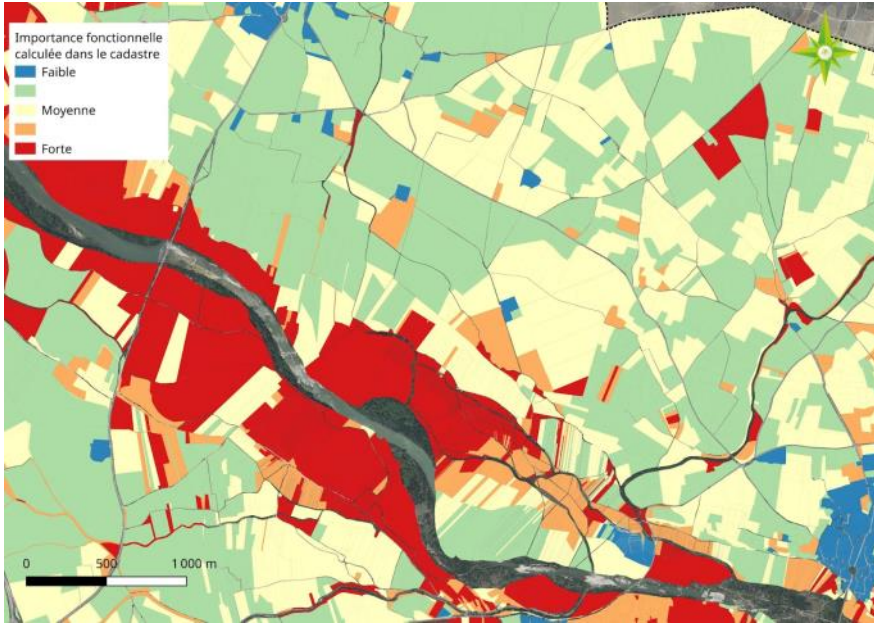 Importance fonctionnelle
calculée dans le cadastre
Faible
Moyenne
Forte
0 500 1 000 m